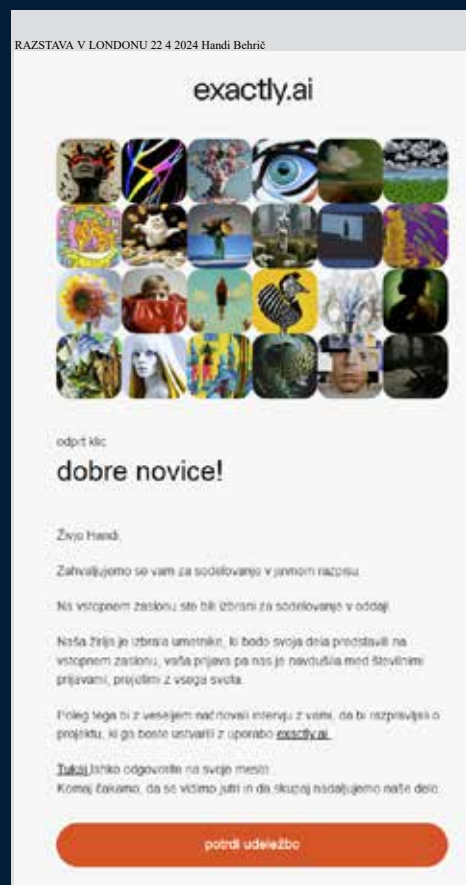 RAZSTAVA V LONDONU 22 4 2024 Handi Behrič
exactly.ai
odprt klic
dobre novice!
Živjo Handi,
Zahvaljujemo se vam za sodelovanje v javnem razpisu.
Na vstopnem zaslonu ste bili izbrani za sodelovanje v oddaji.
Naša žirija je izbrala umetnike, ki bodo svoja dela predstavili na
vstopnem zaslonu, vaša prijava pa nas je navdušila med številnimi
prijavami, prejetimi z vsega sveta.
Poleg tega bi z veseljem načrtovali intervju z vami, da bi razpravljali o
projektu, ki ga boste ustvarili z uporabo exactly.ai.
Tukaj lahko odgovorite na svoje mesto.
Komaj čakamo, da se vidimo jutri in da skupaj nadaljujemo naše delo.
potrdi udeležbo